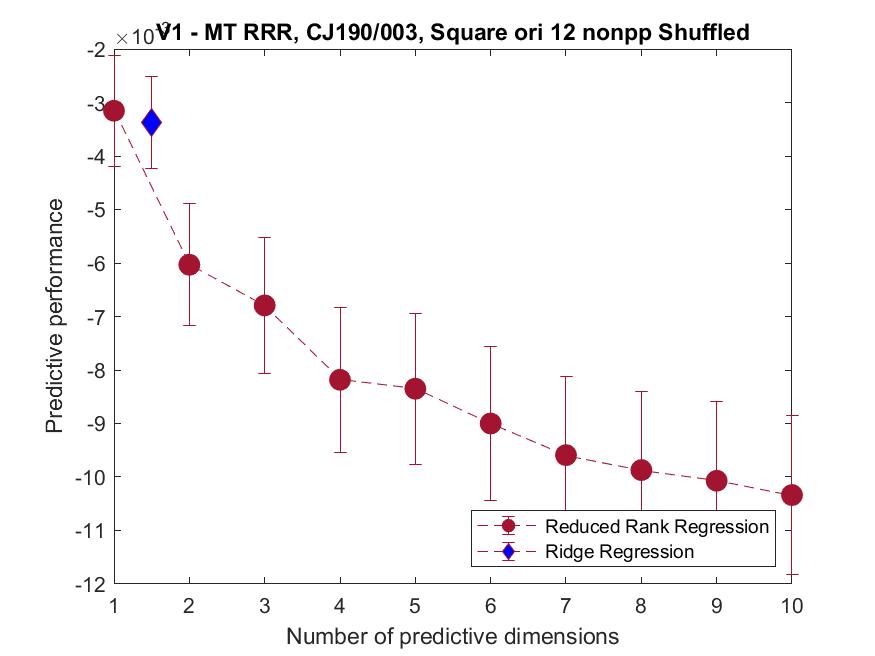 ×10-3
V1 - MT RRR, CJ190/003, Square ori 12 nonpp Shuffled
-2
-3
-4
-5
-6
-7
-8
-9
-10
-11
-12
Predictive performance
Reduced Rank Regression
Ridge Regression
1 2 3 4 5 6 7 8 9 10
Number of predictive dimensions